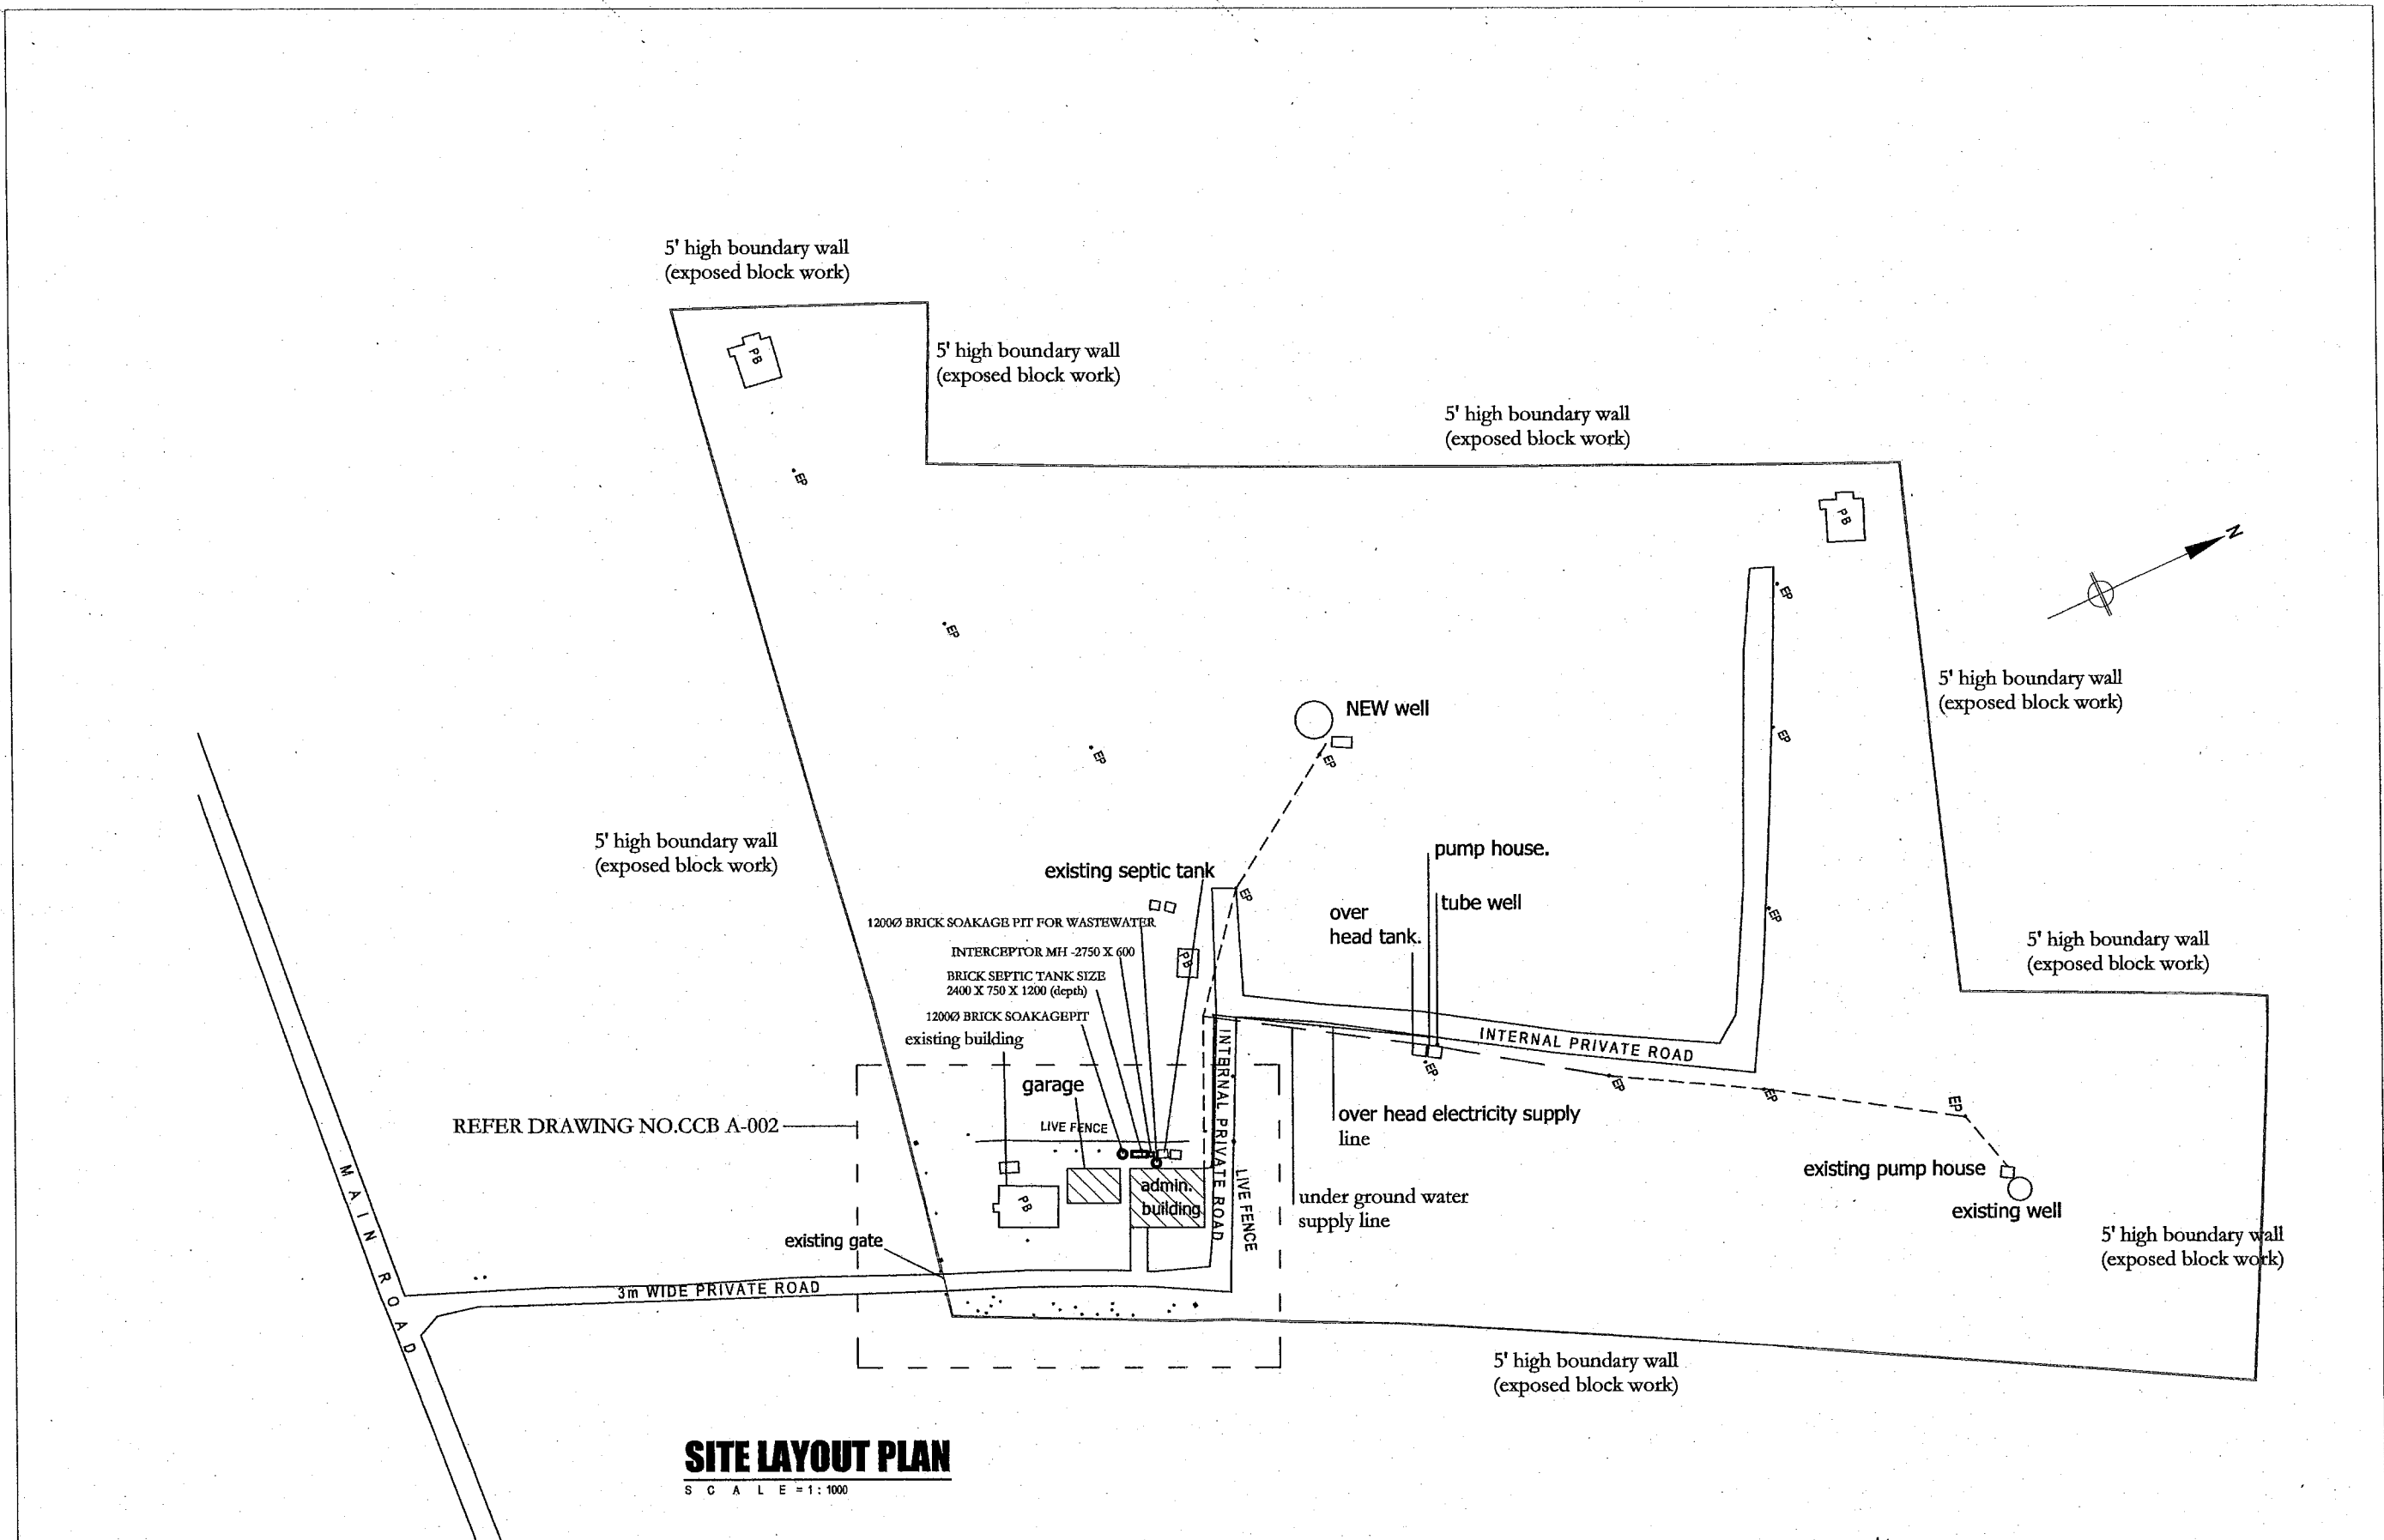 5' high boundary wall
(exposed block work)
PB
5' high boundary wall
(exposed block work)
5' high boundary wall
(exposed block work)
EP
PB
N
EP
EP
5' high boundary wall
(exposed block work)
NEW well
EP
EP
EP
5' high boundary wall
(exposed block work)
existing septic tank
pump house.
EP
tube well
over
head tank.
EP
1200Ø BRICK SOAKAGE PIT FOR WASTEWATER
INTERCEPTOR MH -2750 X 600
PB
BRICK SEPTIC TANK SIZE
2400 X 750 X 1200 (depth)
1200Ø BRICK SOAKAGEPIT
existing building
5' high boundary wall
(exposed block work)
INTERNAL PRIVATE ROAD
INTERNAL PRIVATE ROAD
EP
EP
EP
EP
garage
LIVE FENCE
REFER DRAWING NO.CCB A-002
over head electricity supply
line
existing pump house
existing well
admin.
building
PB
LIVE FENCE
under ground water
supply line
existing gate
5' high boundary wall
(exposed block work)
MAIN ROAD
3m WIDE PRIVATE ROAD
5' high boundary wall
(exposed block work)
SITE LAYOUT PLAN
SCALE = 1 : 1000